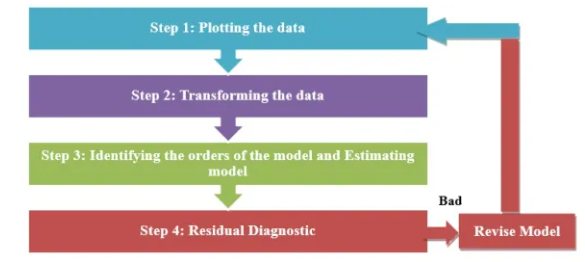 Step 1: Plotting the data
Step 2: Transforming the data
Step 3: Identifying the orders of the model and Estimating
model
Bad
Step 4: Residual Diagnostic
Revise Model